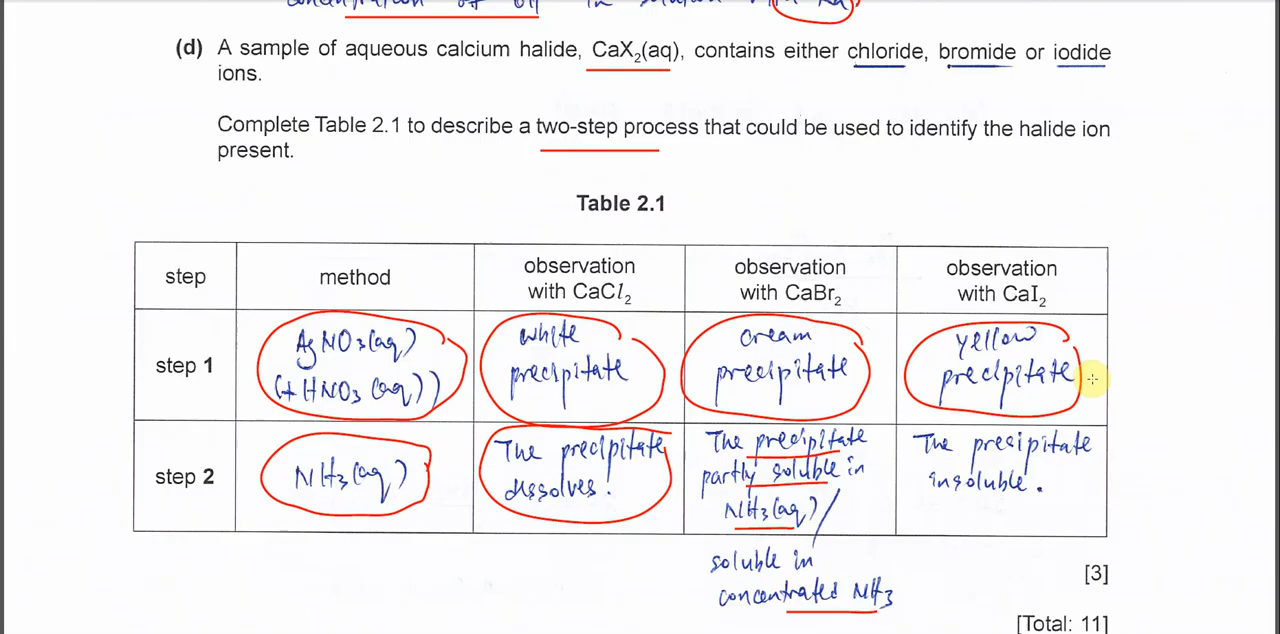 (d) A sample of aqueous calcium halide, CaX₂(aq), contains either chloride, bromide or iodide
ions.
Complete Table 2.1 to describe a two-step process that could be used to identify the halide ion
present.
Table 2.1
step
method
observation
with CaCl₂
observation
with CaBr₂
observation
with CaI₂
step 1
AgNO₃(aq)
(+ HNO₃(aq))
white
precipitate
cream
precipitate
yellow
precipitate
step 2
NH₃(aq)
The precipitate
dissolves.
The precipitate
partly soluble in
NH₃(aq)/
soluble in
concentrated NH₃
The precipitate
insoluble.
[3]
[Total: 11]